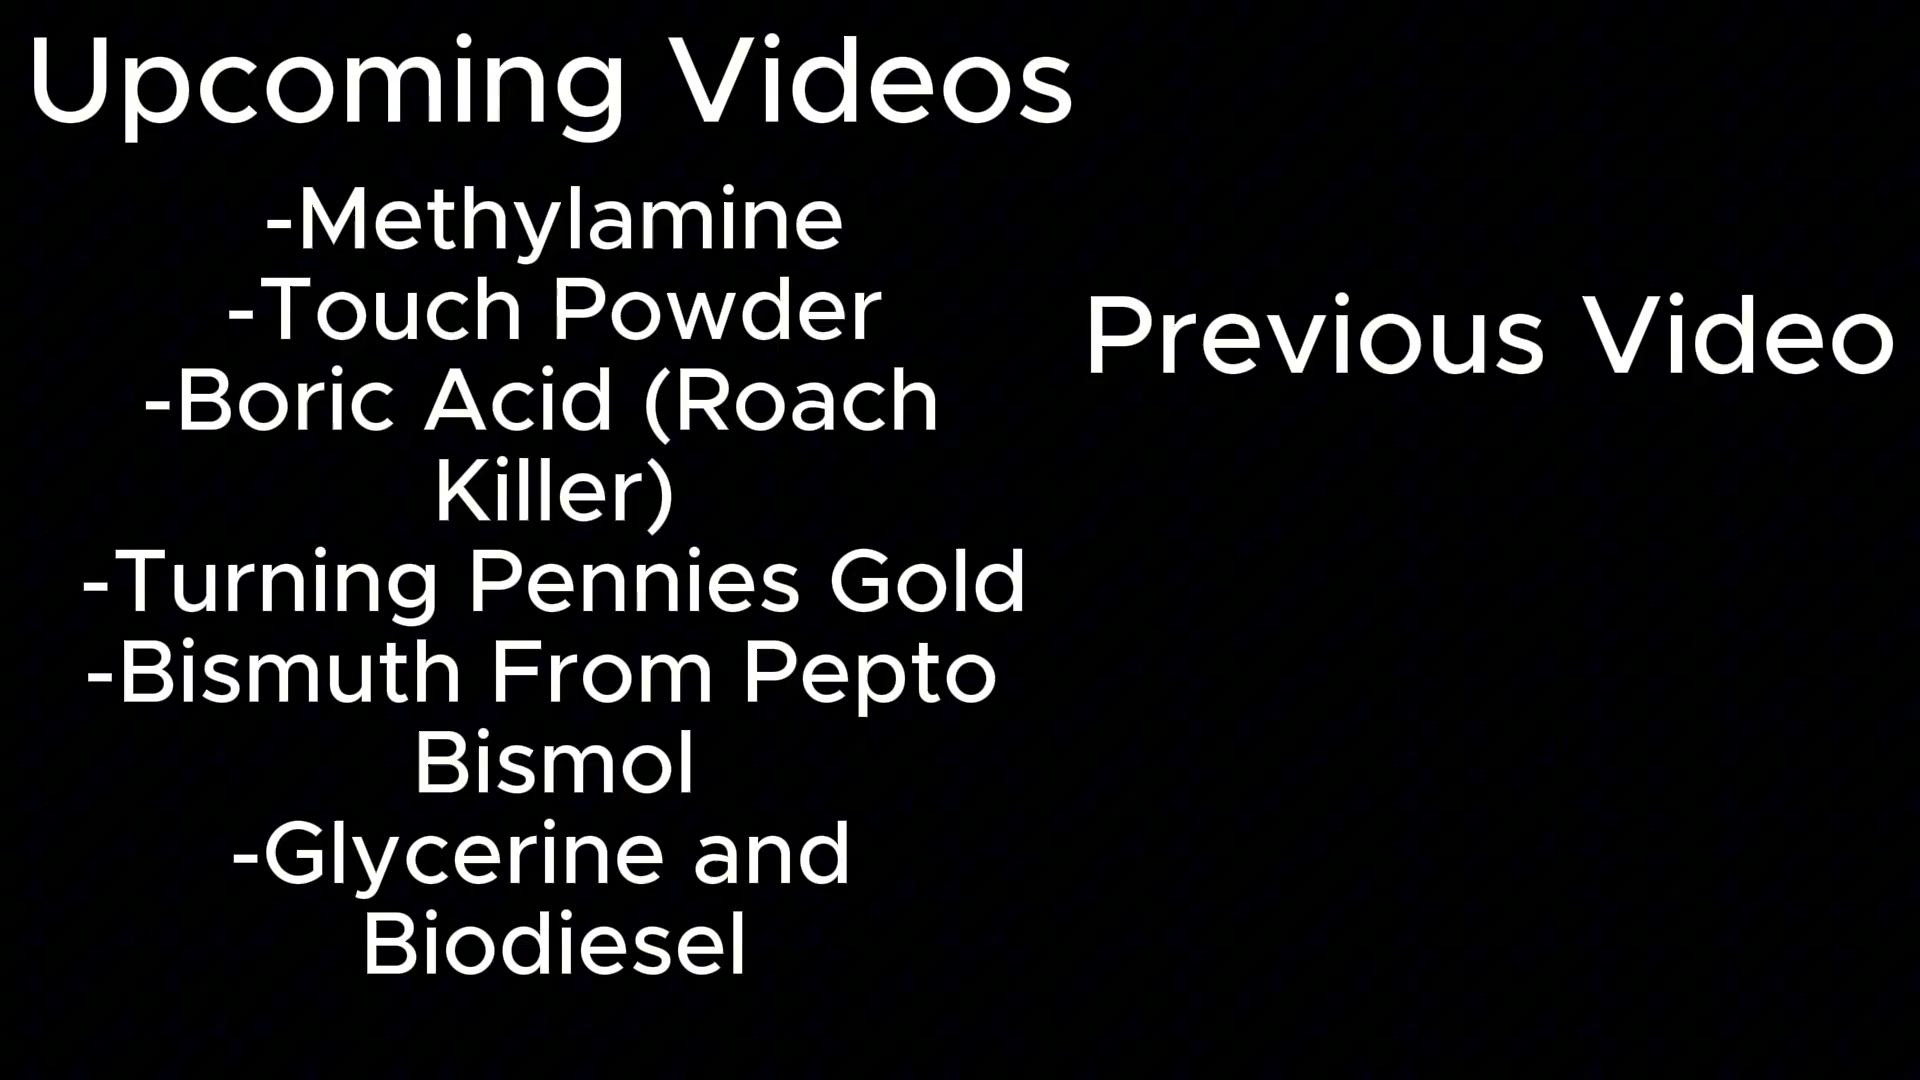 Upcoming Videos
-Methylamine
-Touch Powder
-Boric Acid (Roach
Killer)
-Turning Pennies Gold
-Bismuth From Pepto
Bismol
-Glycerine and
Biodiesel
Previous Video